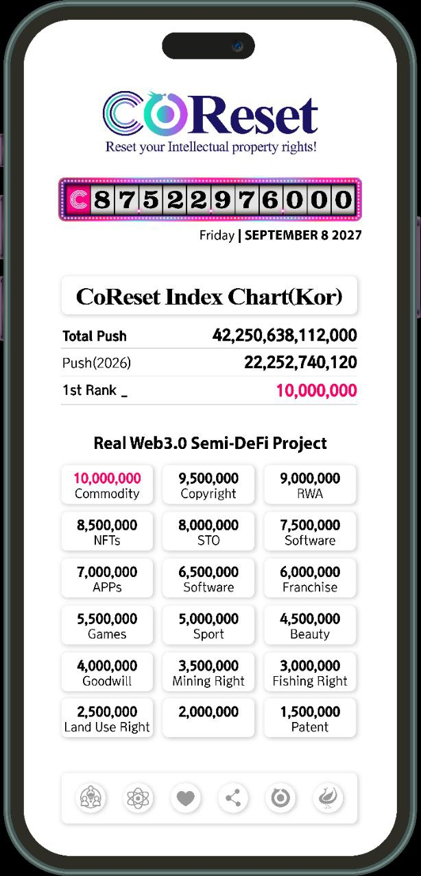 CoReset
Reset your Intellectual property rights!
C 87522976000
Friday | SEPTEMBER 8 2027
CoReset Index Chart(Kor)
Total Push 42,250,638,112,000
Push(2026) 22,252,740,120
1st Rank _ 10,000,000
Real Web3.0 Semi-DeFi Project
10,000,000 9,500,000 9,000,000
Commodity Copyright RWA
8,500,000 8,000,000 7,500,000
NFTs STO Software
7,000,000 6,500,000 6,000,000
APPs Software Franchise
5,500,000 5,000,000 4,500,000
Games Sport Beauty
4,000,000 3,500,000 3,000,000
Goodwill Mining Right Fishing Right
2,500,000 2,000,000 1,500,000
Land Use Right Patent